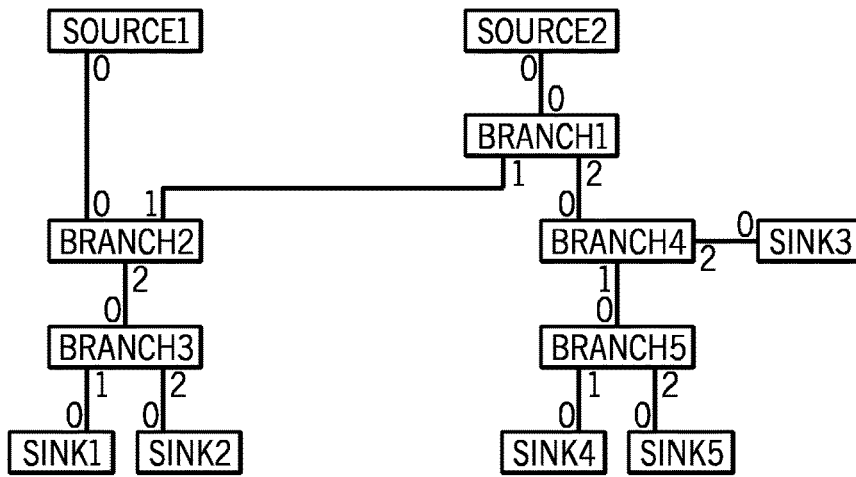 SOURCE1 SOURCE2
0 0
0
BRANCH1
1 2
0 1 0 0
BRANCH2 BRANCH4 SINK3
2
2 1
0 0
BRANCH3 BRANCH5
1 2 1 2
0 0 0 0
SINK1 SINK2 SINK4 SINK5